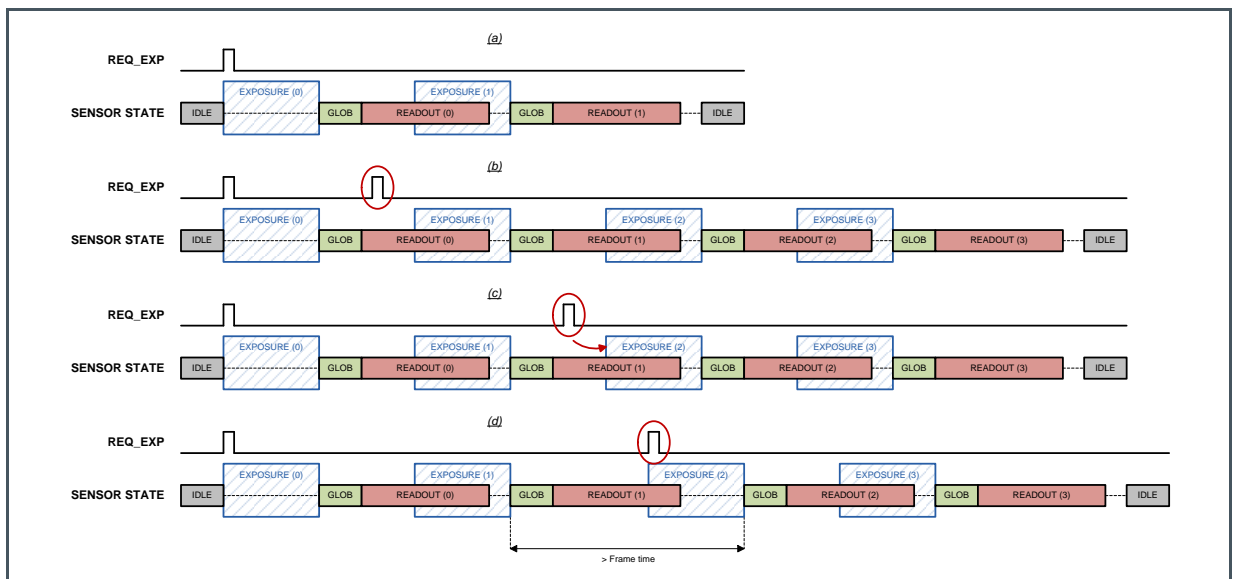 (a)
REQ_EXP
EXPOSURE (0) EXPOSURE (1)
SENSOR STATE IDLE GLOB READOUT (0) GLOB READOUT (1) IDLE
(b)
REQ_EXP
EXPOSURE (0) EXPOSURE (1) EXPOSURE (2) EXPOSURE (3)
SENSOR STATE IDLE GLOB READOUT (0) GLOB READOUT (1) GLOB READOUT (2) GLOB READOUT (3) IDLE
(c)
REQ_EXP
EXPOSURE (0) EXPOSURE (1) EXPOSURE (2) EXPOSURE (3)
SENSOR STATE IDLE GLOB READOUT (0) GLOB READOUT (1) GLOB READOUT (2) GLOB READOUT (3) IDLE
(d)
REQ_EXP
EXPOSURE (0) EXPOSURE (1) EXPOSURE (2) EXPOSURE (3)
SENSOR STATE IDLE GLOB READOUT (0) GLOB READOUT (1) GLOB READOUT (2) GLOB READOUT (3) IDLE
> Frame time